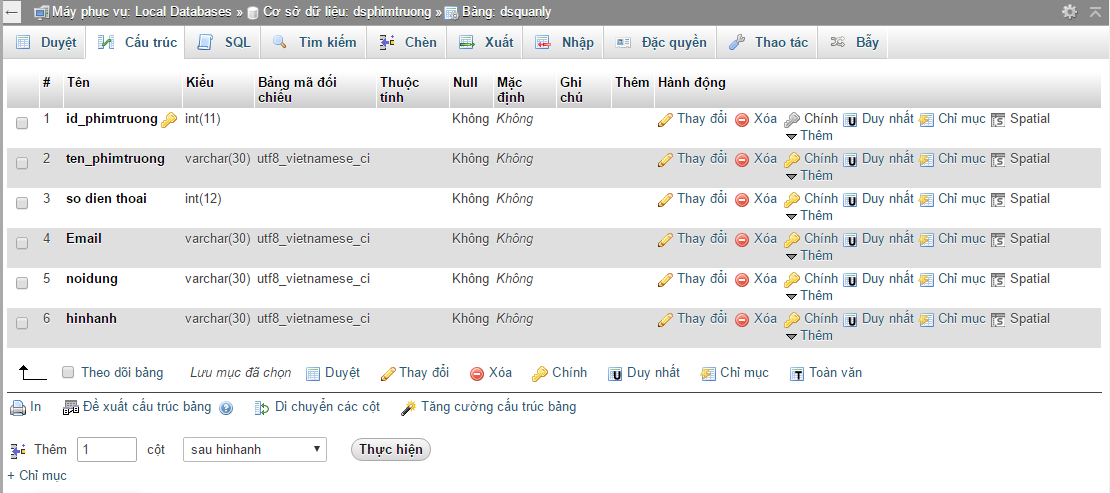 Máy phục vụ: Local Databases » Cơ sở dữ liệu: dsphimtruong » Bảng: dsquanly
Duyệt Cấu trúc SQL Tìm kiếm Chèn Xuất Nhập Đặc quyền Thao tác Bẫy
# Tên Kiểu Bảng mã đối chiếu Thuộc tính Null Mặc định Ghi chú Thêm Hành động
1 id_phimtruong int(11) Không Không Thay đổi Xóa Chính Duy nhất Chỉ mục Spatial
Thêm
2 ten_phimtruong varchar(30) utf8_vietnamese_ci Không Không Thay đổi Xóa Chính Duy nhất Chỉ mục Spatial
Thêm
3 so dien thoai int(12) Không Không Thay đổi Xóa Chính Duy nhất Chỉ mục Spatial
Thêm
4 Email varchar(30) utf8_vietnamese_ci Không Không Thay đổi Xóa Chính Duy nhất Chỉ mục Spatial
Thêm
5 noidung varchar(30) utf8_vietnamese_ci Không Không Thay đổi Xóa Chính Duy nhất Chỉ mục Spatial
Thêm
6 hinhanh varchar(30) utf8_vietnamese_ci Không Không Thay đổi Xóa Chính Duy nhất Chỉ mục Spatial
Thêm
Theo dõi bảng Lưu mục đã chọn Duyệt Thay đổi Xóa Chính Duy nhất Chỉ mục Toàn văn
In Đề xuất cấu trúc bảng Di chuyển các cột Tăng cường cấu trúc bảng
Thêm 1 cột sau hinhanh Thực hiện
+ Chỉ mục